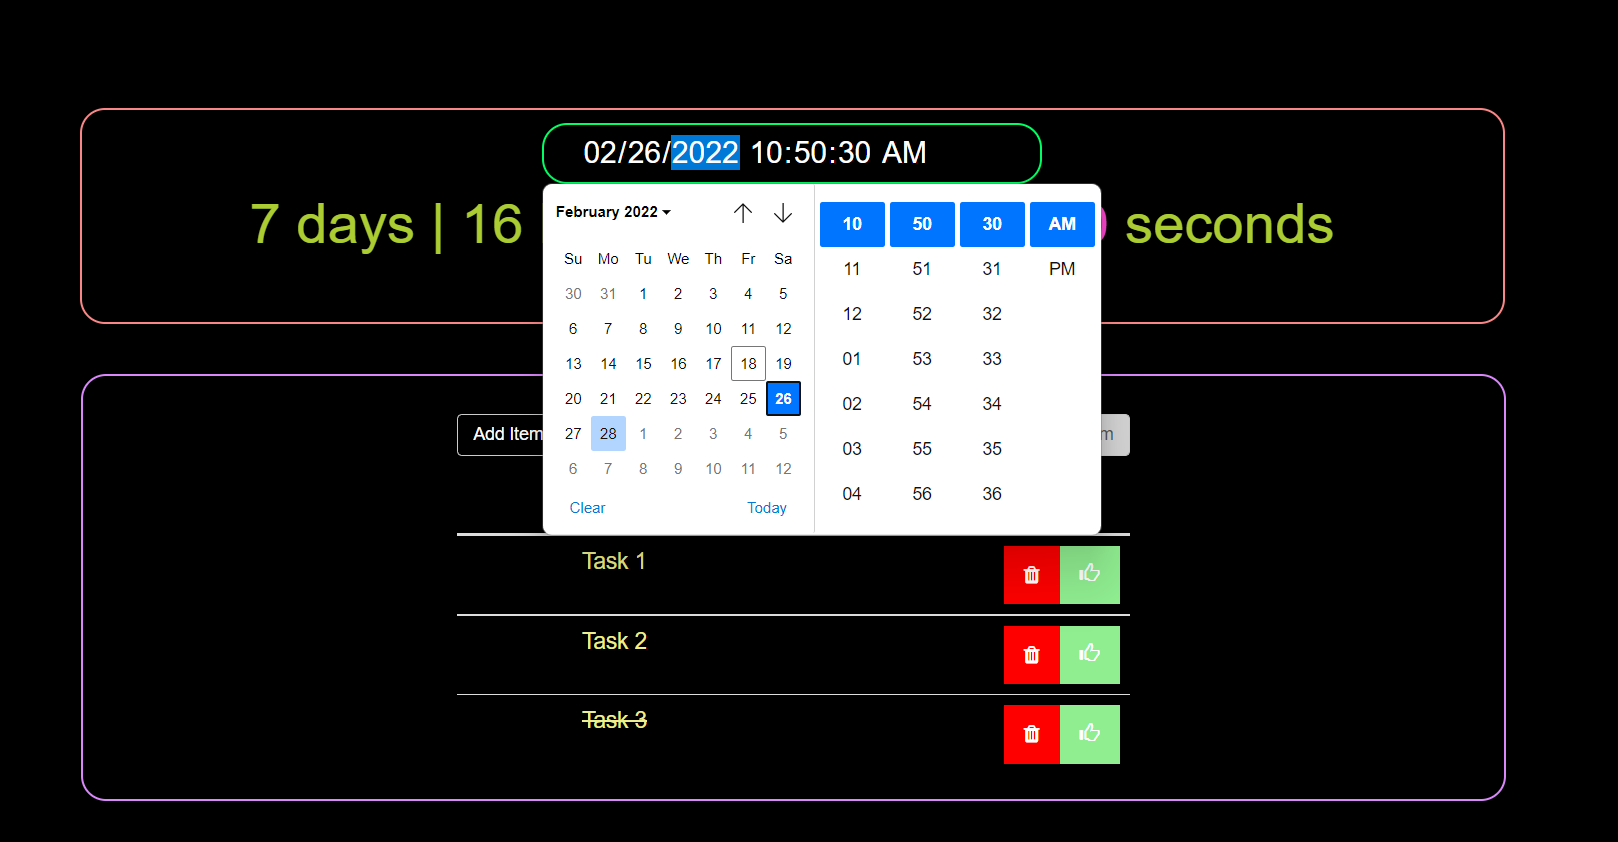 02/26/2022 10:50:30 AM
7 days | 16 seconds
February 2022
Su Mo Tu We Th Fr Sa
30 31 1 2 3 4 5
6 7 8 9 10 11 12
13 14 15 16 17 18 19
20 21 22 23 24 25 26
27 28 1 2 3 4 5
6 7 8 9 10 11 12
Clear Today
10 50 30 AM
11 51 31 PM
12 52 32
01 53 33
02 54 34
03 55 35
04 56 36
Add Item
Task 1
Task 2
Task 3